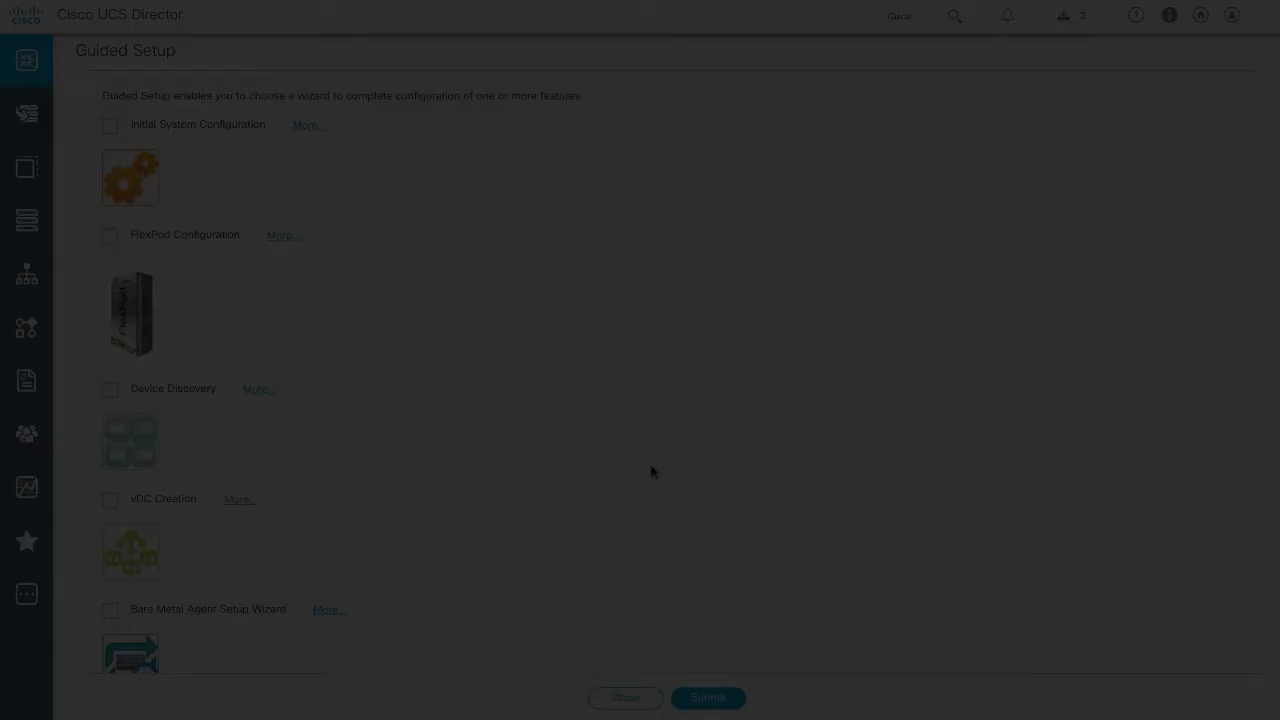 CISCO
Cisco UCS Director
Cisco
2
Guided Setup
Guided Setup enables you to choose a wizard to complete configuration of one or more features.
Initial System Configuration More...
FlexPod Configuration More...
FlexPod
Device Discovery More...
vDC Creation More...
Bare Metal Agent Setup Wizard More...
Close Submit